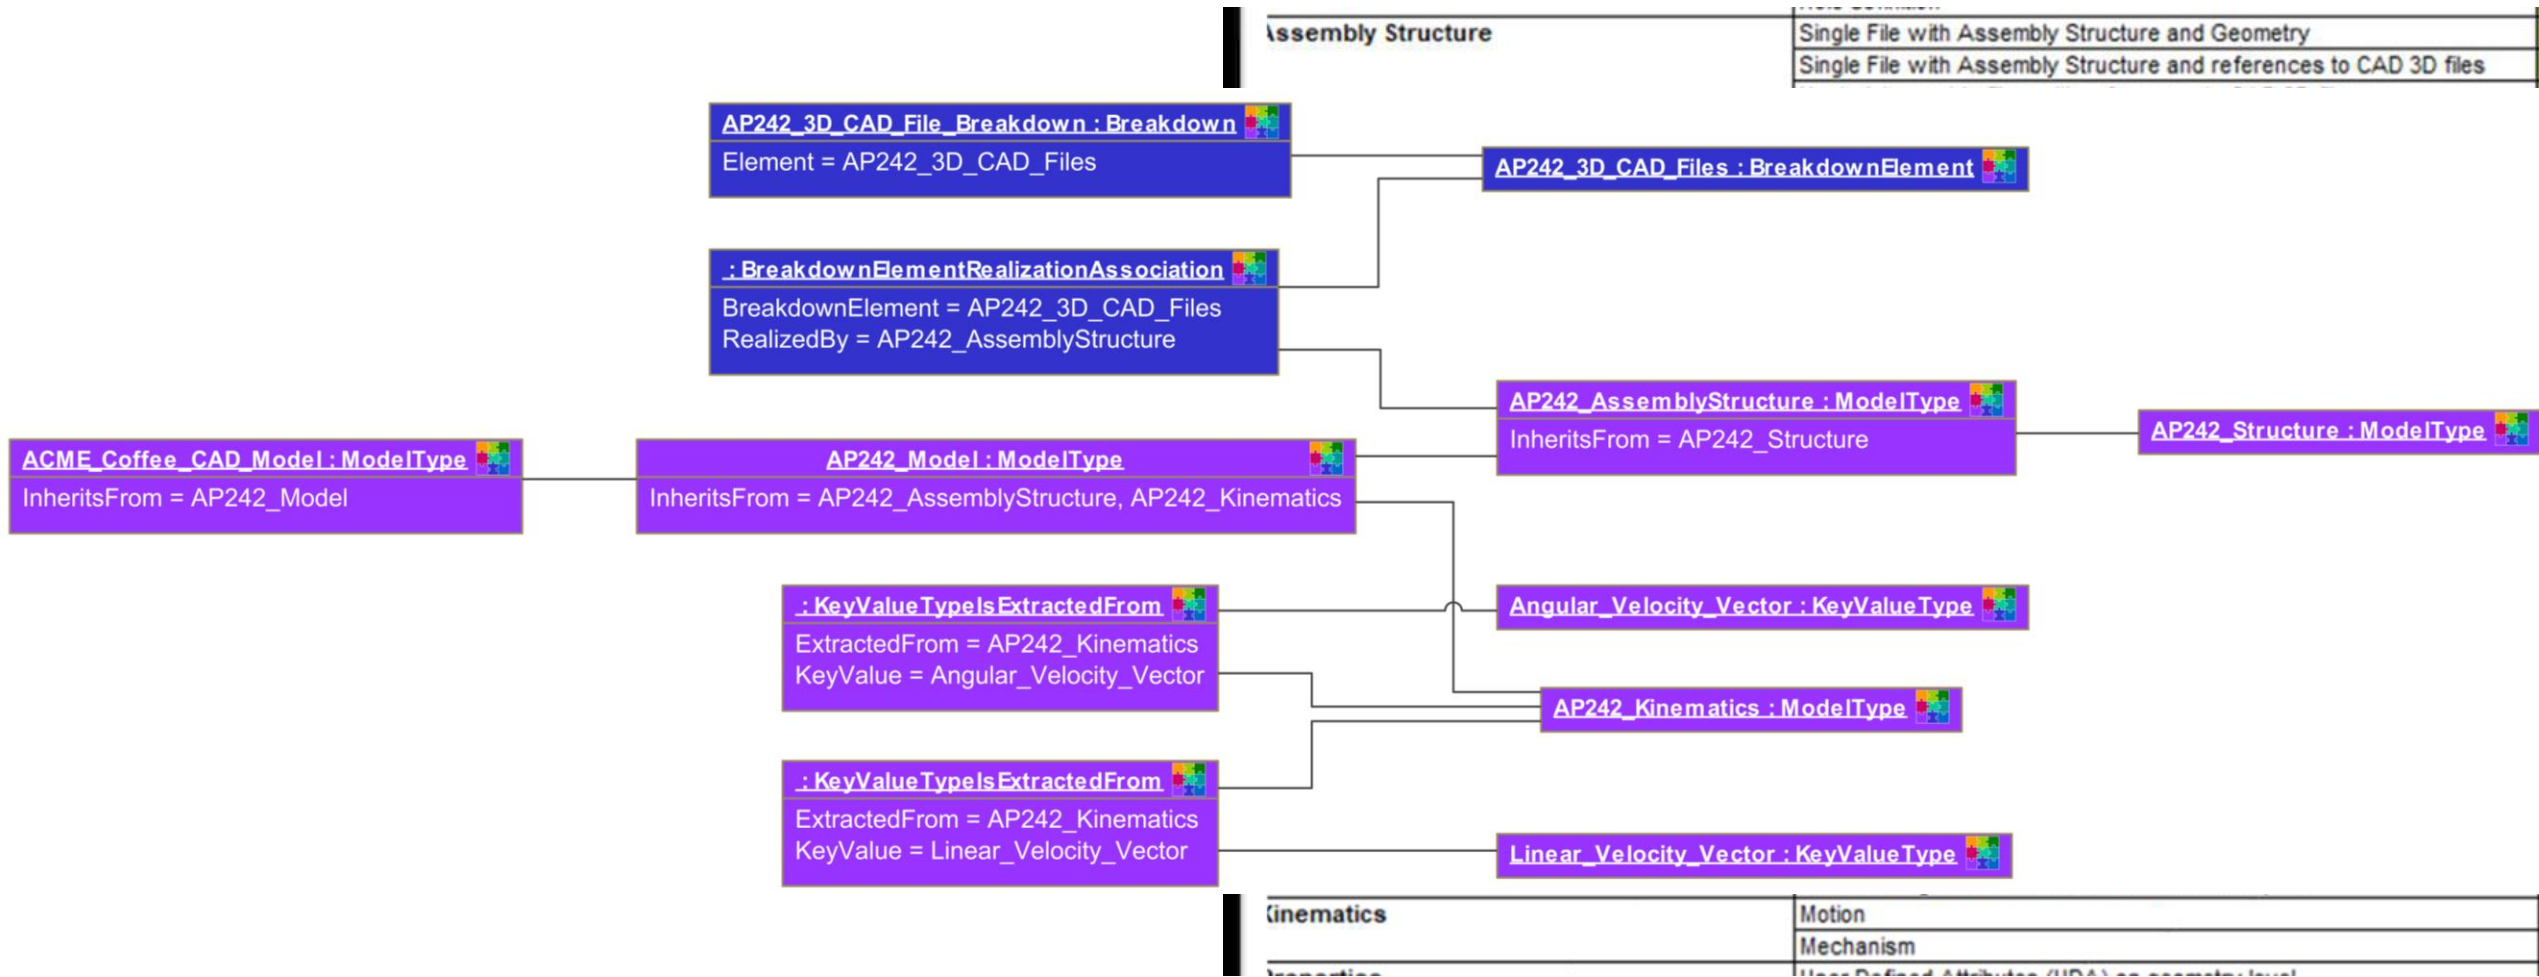 Assembly Structure
Single File with Assembly Structure and Geometry
Single File with Assembly Structure and references to CAD 3D files
AP242_3D_CAD_File_Breakdown : Breakdown
Element = AP242_3D_CAD_Files
AP242_3D_CAD_Files : BreakdownElement
: BreakdownElementRealizationAssociation
BreakdownElement = AP242_3D_CAD_Files
RealizedBy = AP242_AssemblyStructure
AP242_AssemblyStructure : ModelType
InheritsFrom = AP242_Structure
AP242_Structure : ModelType
ACME_Coffee_CAD_Model : ModelType
InheritsFrom = AP242_Model
AP242_Model : ModelType
InheritsFrom = AP242_AssemblyStructure, AP242_Kinematics
: KeyValueTypeIsExtractedFrom
ExtractedFrom = AP242_Kinematics
KeyValue = Angular_Velocity_Vector
Angular_Velocity_Vector : KeyValueType
AP242_Kinematics : ModelType
: KeyValueTypeIsExtractedFrom
ExtractedFrom = AP242_Kinematics
KeyValue = Linear_Velocity_Vector
Linear_Velocity_Vector : KeyValueType
Kinematics
Motion
Mechanism